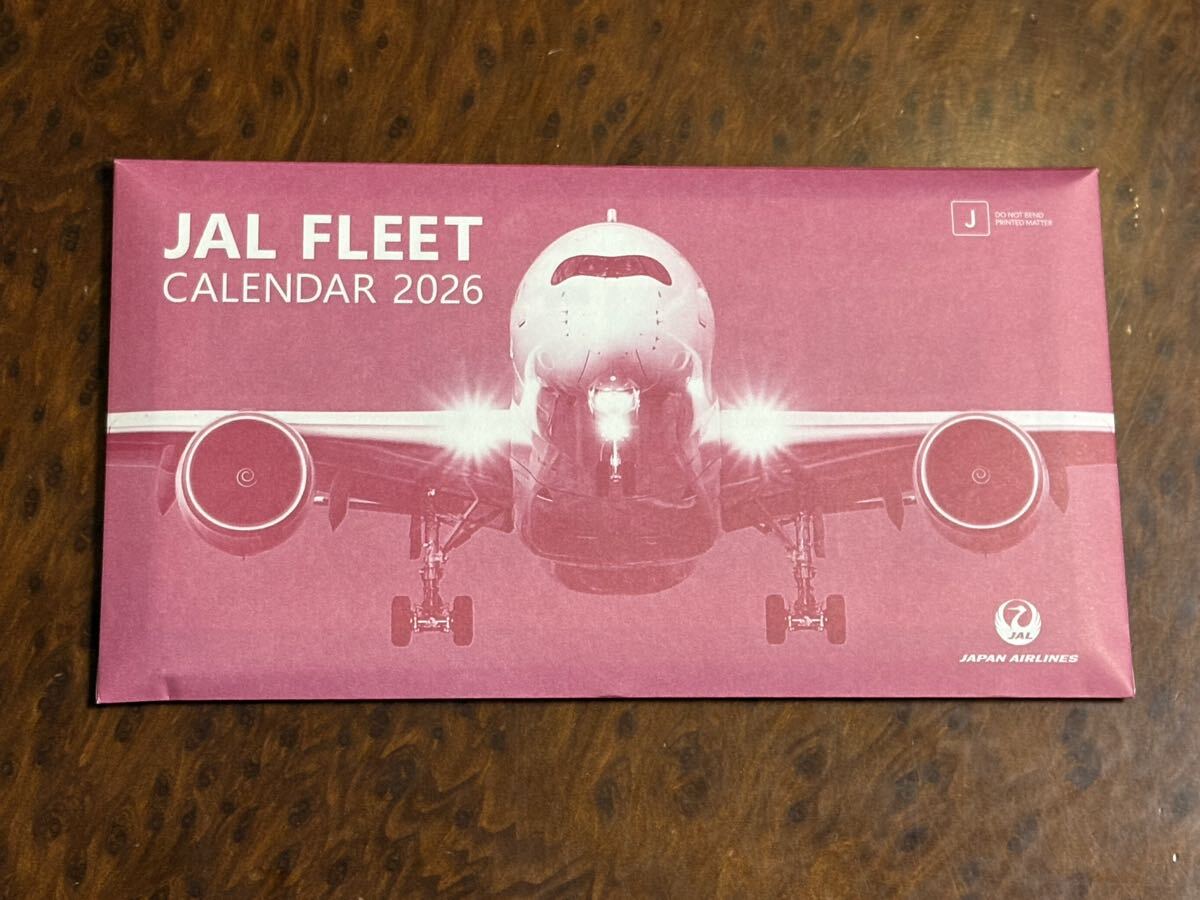 JAL FLEET
CALENDAR 2026
J
DO NOT BEND
PRINTED MATTER
JAL
JAPAN AIRLINES